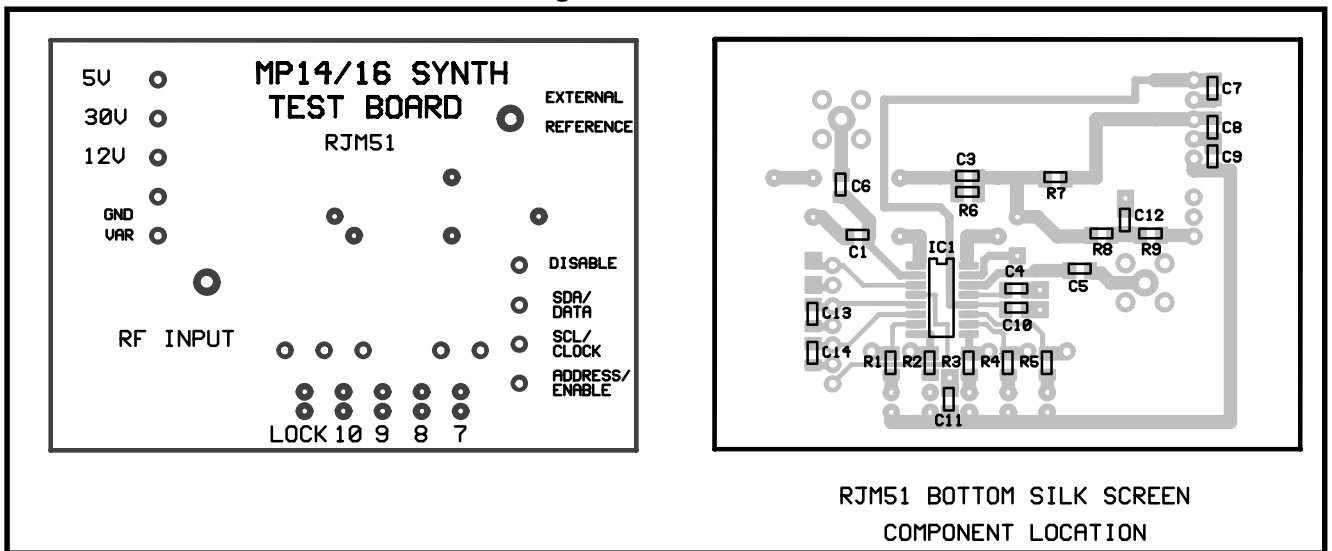 5V
30V
12V
GND
VAR
MP14/16 SYNTH
TEST BOARD
RJM51
EXTERNAL
REFERENCE
DISABLE
SDA/
DATA
SCL/
CLOCK
ADDRESS/
ENABLE
RF INPUT
LOCK 10 9 8 7
C7
C8
C9
C3
R6
R7
C6
C1
C12
R8 R9
IC1
C4
C5
C10
C13
C14
R1 R2 R3 R4 R5
C11
RJM51 BOTTOM SILK SCREEN
COMPONENT LOCATION